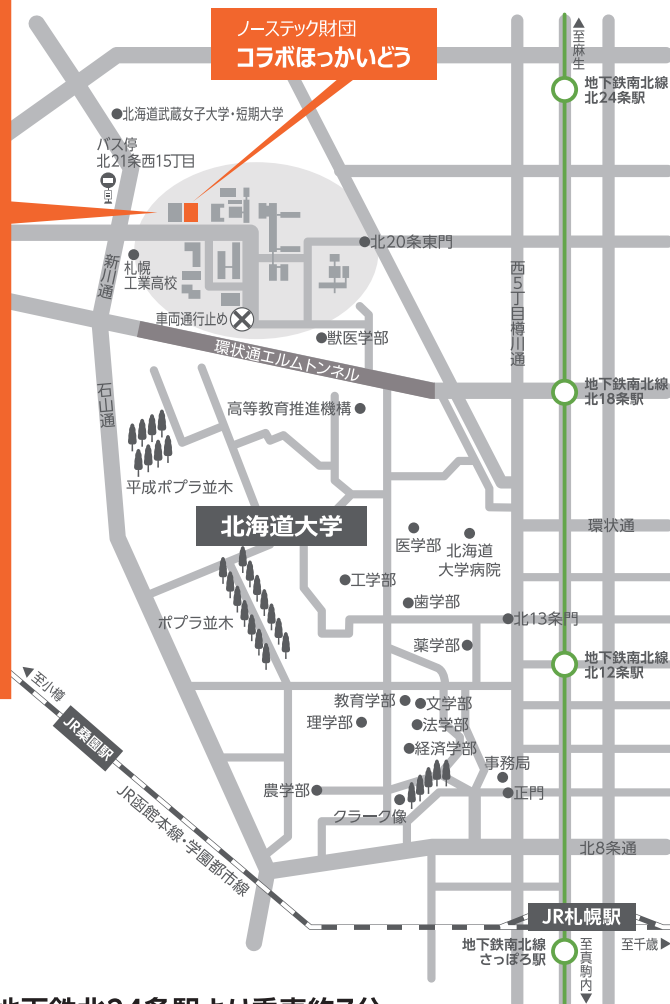 ノーステック財団
コラボほっかいどう
至麻生
地下鉄南北線
北24条駅
北海道武蔵女子大学・短期大学
バス停
北21条西15丁目
北20条東門
新川通
札幌
工業高校
西5丁目樽川通
車両通行止め
獣医学部
環状通エルムトンネル
地下鉄南北線
北18条駅
石山通
高等教育推進機構
平成ポプラ並木
北海道大学
環状通
医学部
北海道
大学病院
工学部
歯学部
北13条門
ポプラ並木
薬学部
地下鉄南北線
北12条駅
至小樽
教育学部
文学部
理学部
法学部
JR桑園駅
経済学部
事務局
農学部
正門
クラーク像
JR函館本線・学園都市線
北8条通
JR札幌駅
地下鉄南北線
さっぽろ駅
至真駒内
至千歳